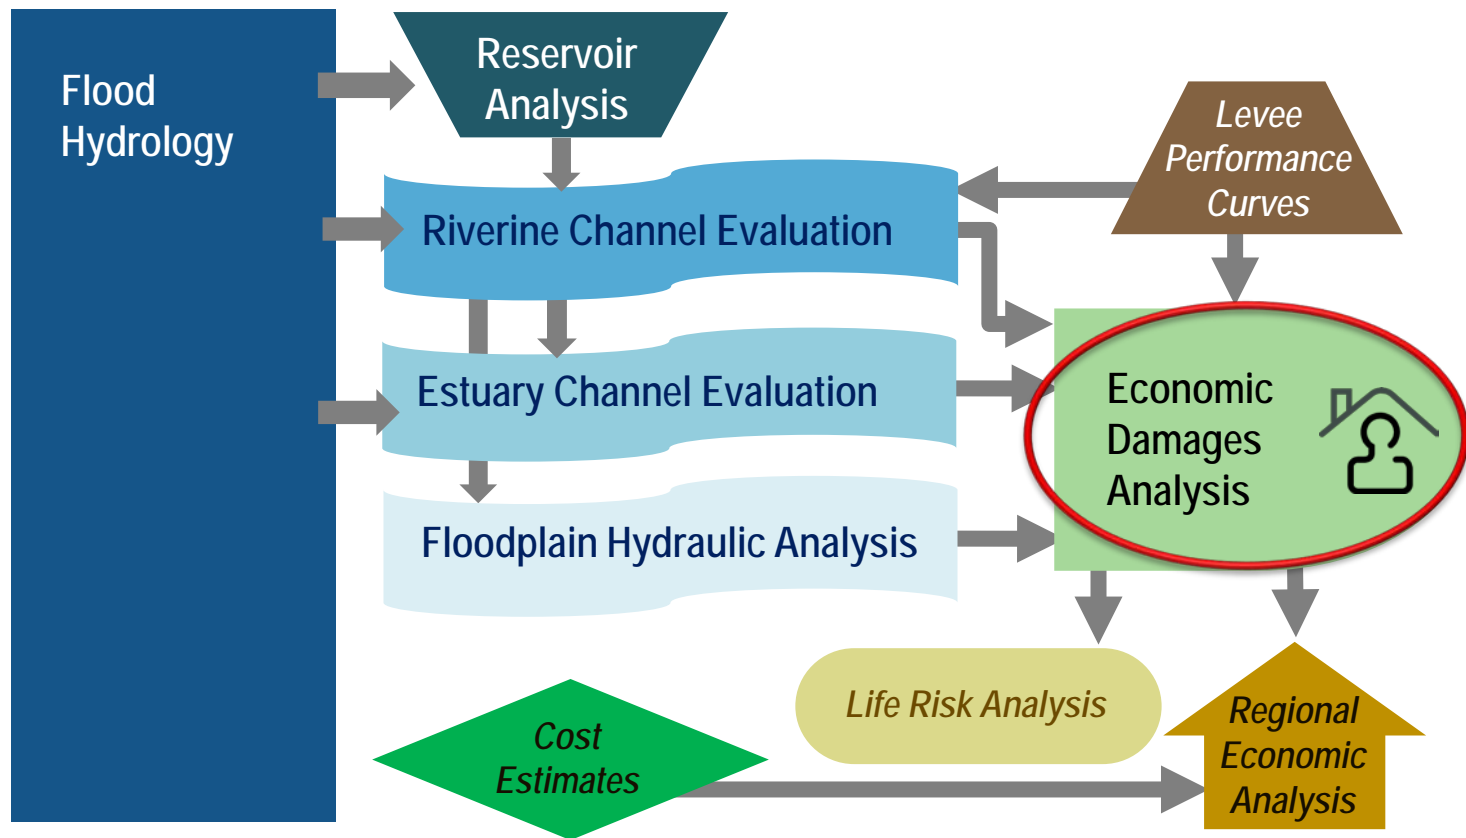 Flood
Hydrology
Reservoir
Analysis
Levee
Performance
Curves
Riverine Channel Evaluation
Estuary Channel Evaluation
Economic
Damages
Analysis
Floodplain Hydraulic Analysis
Life Risk Analysis
Regional
Economic
Analysis
Cost
Estimates